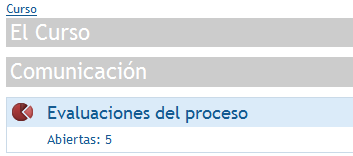 Curso
El Curso
Comunicación
Evaluaciones del proceso
Abiertas: 5